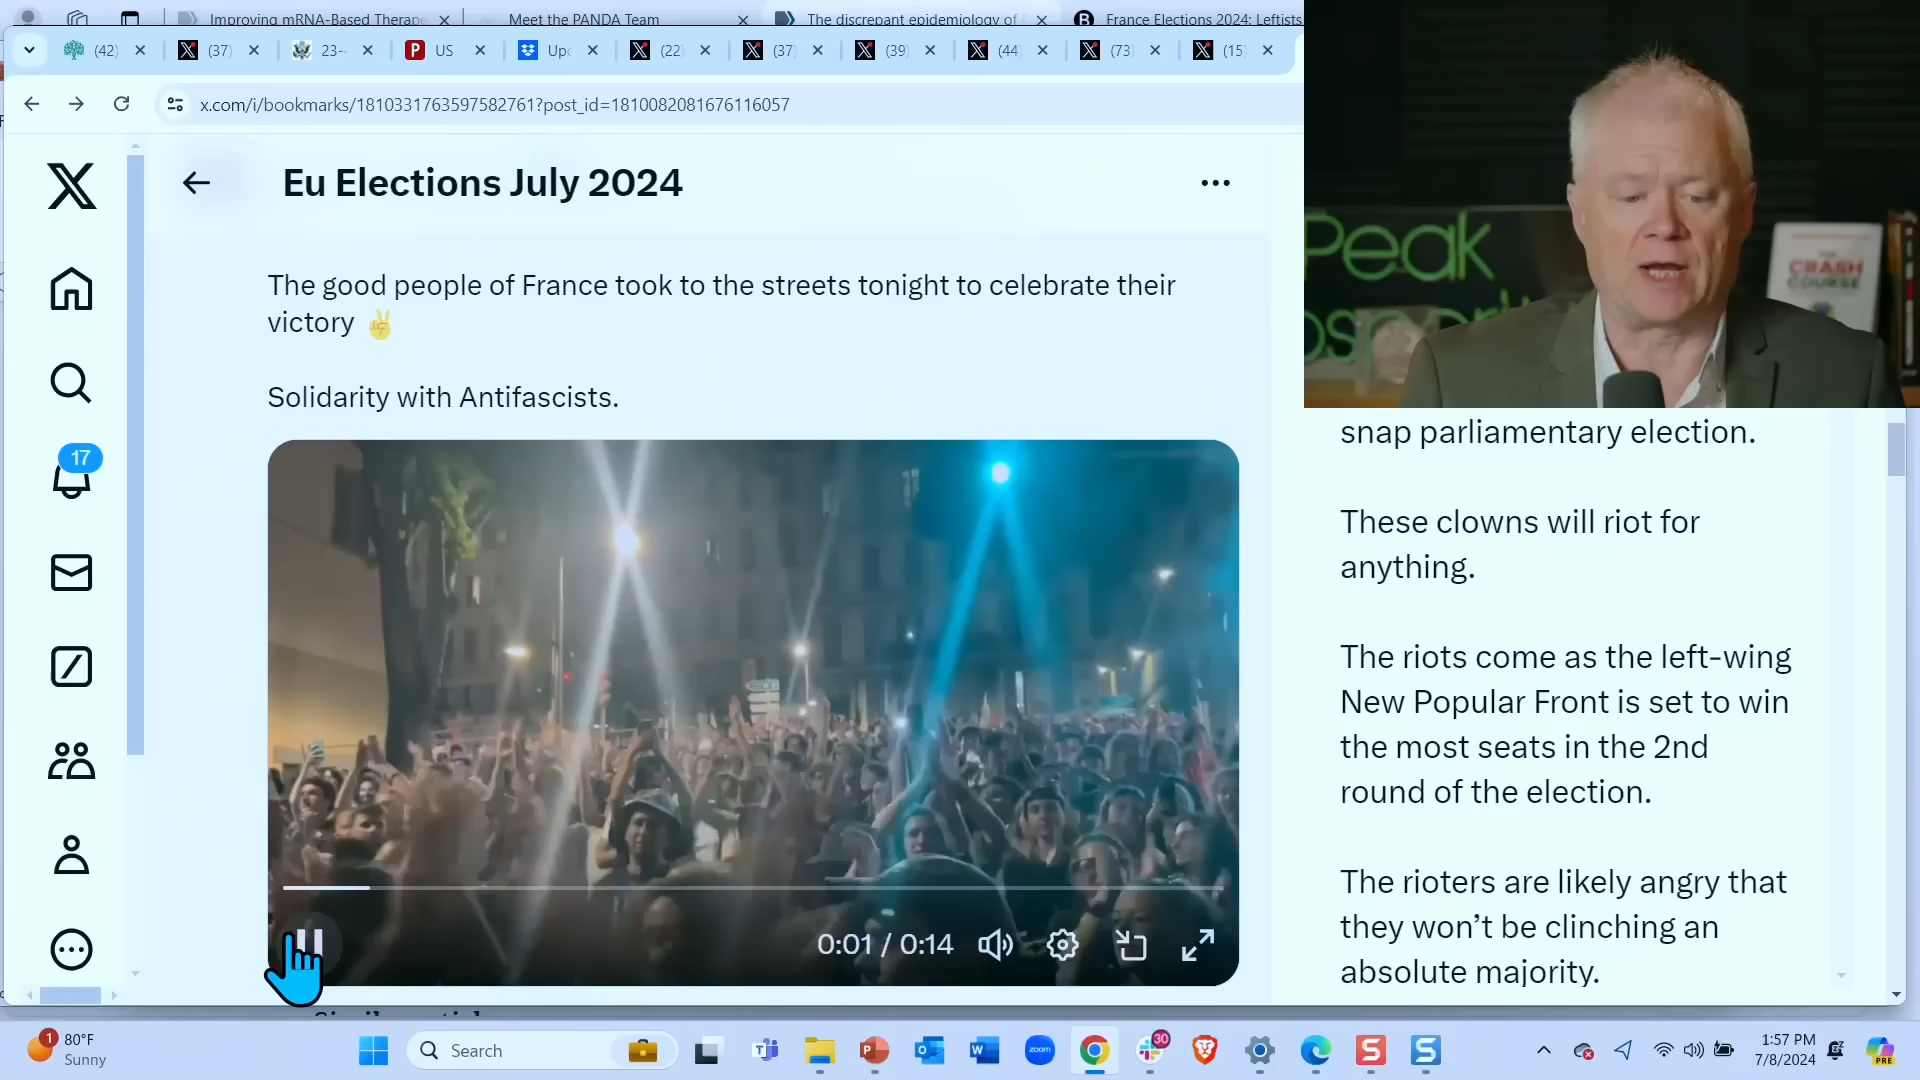 Improving mRNA-Based Therape
Meet the PANDA Team
The discrepant epidemiology of
France Elections 2024: Leftists
(42)
(37)
23-
US
Up
(22)
(37)
(39)
(44
(73)
(15)
x.com/i/bookmarks/1810331763597582761?post_id=1810082081676116057
Eu Elections July 2024
The good people of France took to the streets tonight to celebrate their
victory ✌
Solidarity with Antifascists.
0:01 / 0:14
17
Peak
CRASH
COURSE
snap parliamentary election.
These clowns will riot for
anything.
The riots come as the left-wing
New Popular Front is set to win
the most seats in the 2nd
round of the election.
The rioters are likely angry that
they won’t be clinching an
absolute majority.
1
80°F
Sunny
Search
zoom
30
1:57 PM
7/8/2024
PRE